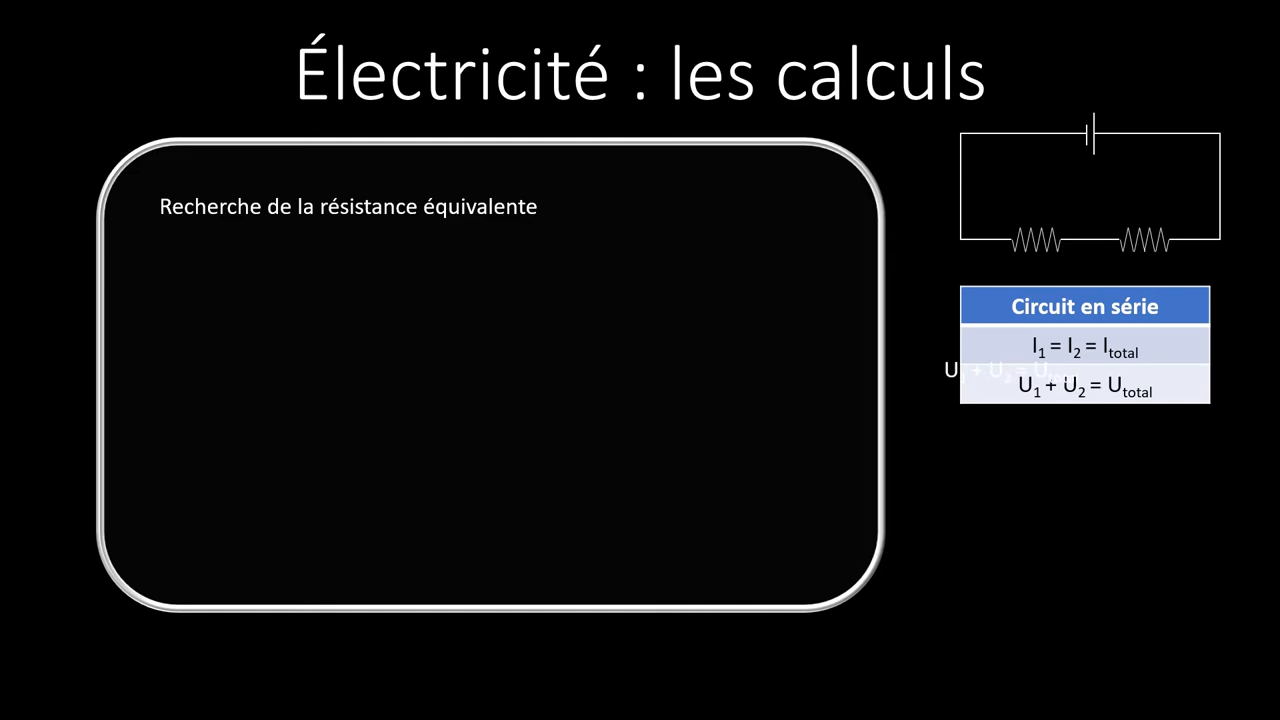 Électricité : les calculs
Recherche de la résistance équivalente
Circuit en série
I1 = I2 = Itotal
U1 + U2 = Utotal